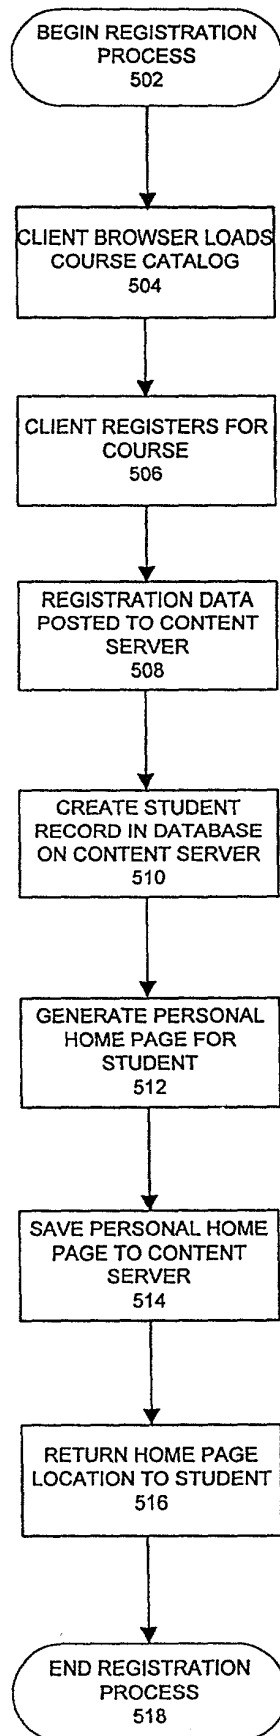 BEGIN REGISTRATION
PROCESS
502
CLIENT BROWSER LOADS
COURSE CATALOG
504
CLIENT REGISTERS FOR
COURSE
506
REGISTRATION DATA
POSTED TO CONTENT
SERVER
508
CREATE STUDENT
RECORD IN DATABASE
ON CONTENT SERVER
510
GENERATE PERSONAL
HOME PAGE FOR
STUDENT
512
SAVE PERSONAL HOME
PAGE TO CONTENT
SERVER
514
RETURN HOME PAGE
LOCATION TO STUDENT
516
END REGISTRATION
PROCESS
518